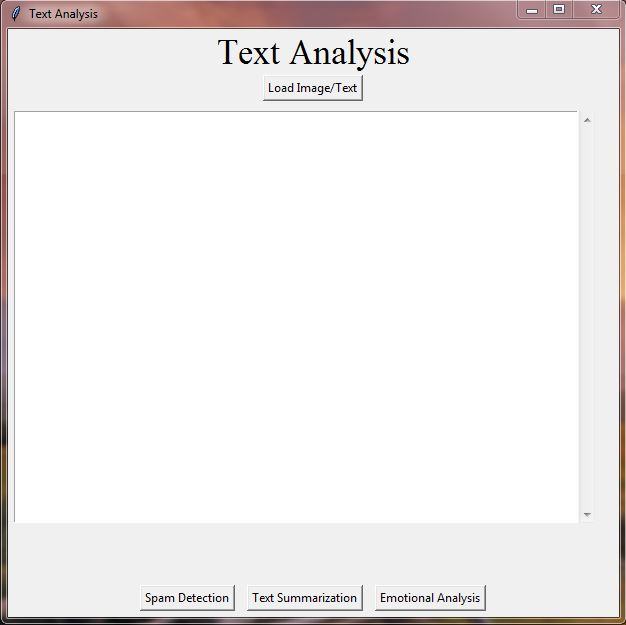 Text Analysis
Text Analysis
Load Image/Text
Spam Detection Text Summarization Emotional Analysis